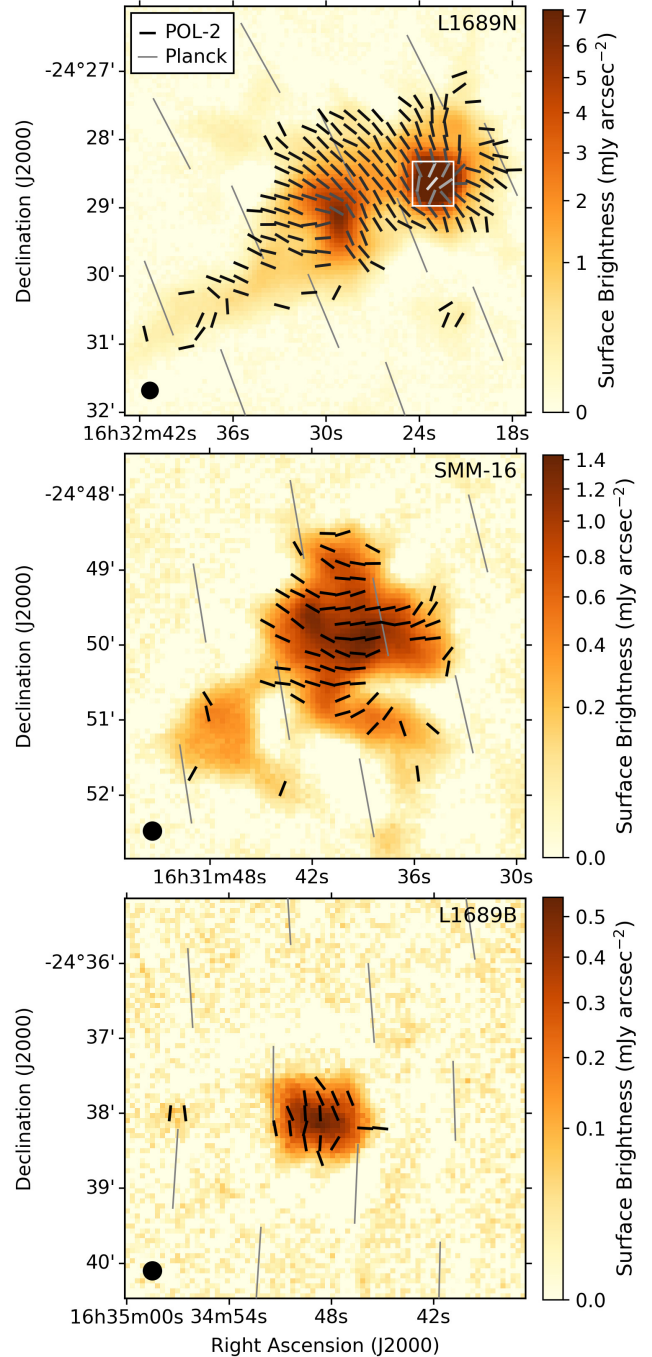 L1689N
POL-2
Planck
-24°27'
28'
29'
30'
31'
32'
16h32m42s 36s 30s 24s 18s
Declination (J2000)
7
6
5
4
3
2
1
0
Surface Brightness (mJy arcsec⁻²)
SMM-16
-24°48'
49'
50'
51'
52'
16h31m48s 42s 36s 30s
Declination (J2000)
1.4
1.2
1.0
0.8
0.6
0.4
0.2
0.0
Surface Brightness (mJy arcsec⁻²)
L1689B
-24°36'
37'
38'
39'
40'
16h35m00s 34m54s 48s 42s
Declination (J2000)
Right Ascension (J2000)
0.5
0.4
0.3
0.2
0.1
0.0
Surface Brightness (mJy arcsec⁻²)